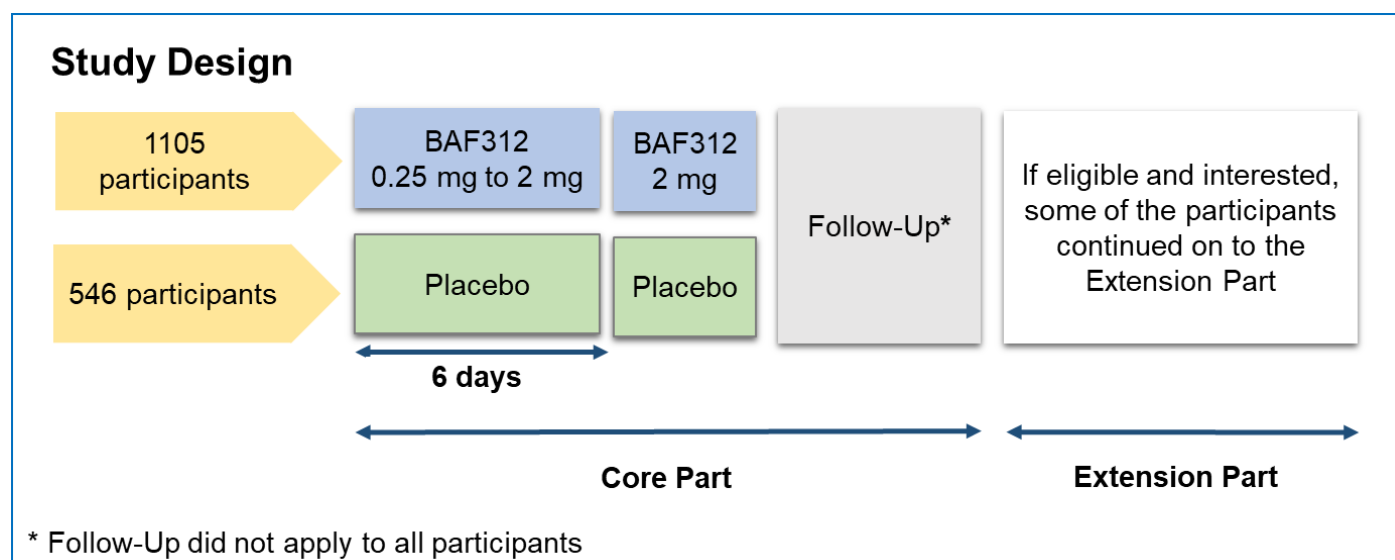 Study Design
1105
participants
BAF312
0.25 mg to 2 mg
BAF312
2 mg
546 participants
Placebo
Placebo
6 days
Follow-Up*
If eligible and interested,
some of the participants
continued on to the
Extension Part
Core Part
Extension Part
* Follow-Up did not apply to all participants